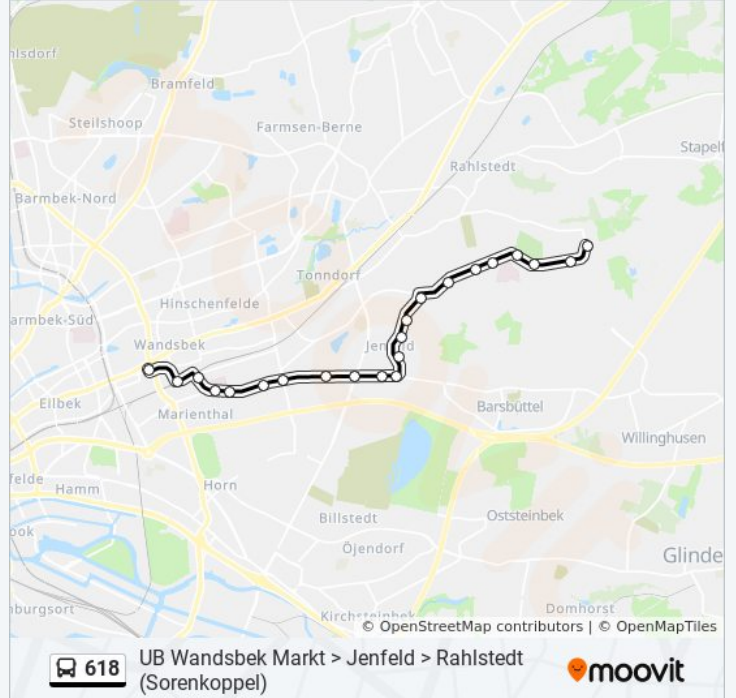 hlsdorf
Bramfeld
Steilshoop
Farmsen-Berne
Rahlstedt
Stapelf
Barmbek-Nord
Tonndorf
Hinschenfelde
armbek-Süd
Wandsbek
Jenfeld
Eilbek
Marienthal
Barsbüttel
Willinghusen
felde
Hamm
Horn
Billstedt
Oststeinbek
ook
Öjendorf
Glinde
nburgsort
Kirchsteinbek
Domhorst
© OpenStreetMap contributors | © OpenMapTiles
618
UB Wandsbek Markt > Jenfeld > Rahlstedt
(Sorenkoppel)
moovit